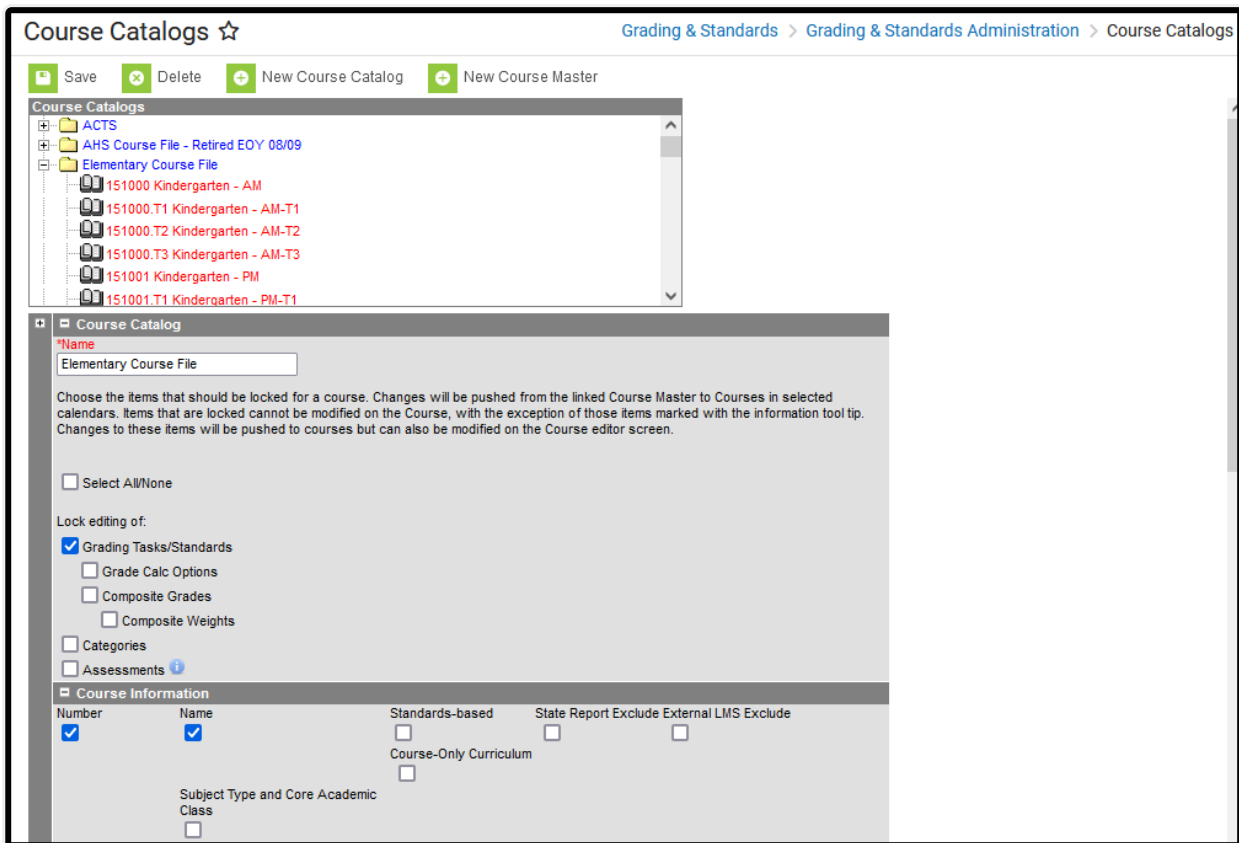 Course Catalogs
Grading & Standards > Grading & Standards Administration > Course Catalogs
Save Delete New Course Catalog New Course Master
Course Catalogs
ACTS
AHS Course File - Retired EOY 08/09
Elementary Course File
151000 Kindergarten - AM
151000.T1 Kindergarten - AM-T1
151000.T2 Kindergarten - AM-T2
151000.T3 Kindergarten - AM-T3
151001 Kindergarten - PM
151001.T1 Kindergarten - PM-T1
Course Catalog
*Name
Elementary Course File
Choose the items that should be locked for a course. Changes will be pushed from the linked Course Master to Courses in selected
calendars. Items that are locked cannot be modified on the Course, with the exception of those items marked with the information tool tip.
Changes to these items will be pushed to courses but can also be modified on the Course editor screen.
Select All/None
Lock editing of:
Grading Tasks/Standards
Grade Calc Options
Composite Grades
Composite Weights
Categories
Assessments
Course Information
Number Name Standards-based State Report Exclude External LMS Exclude
Course-Only Curriculum
Subject Type and Core Academic
Class